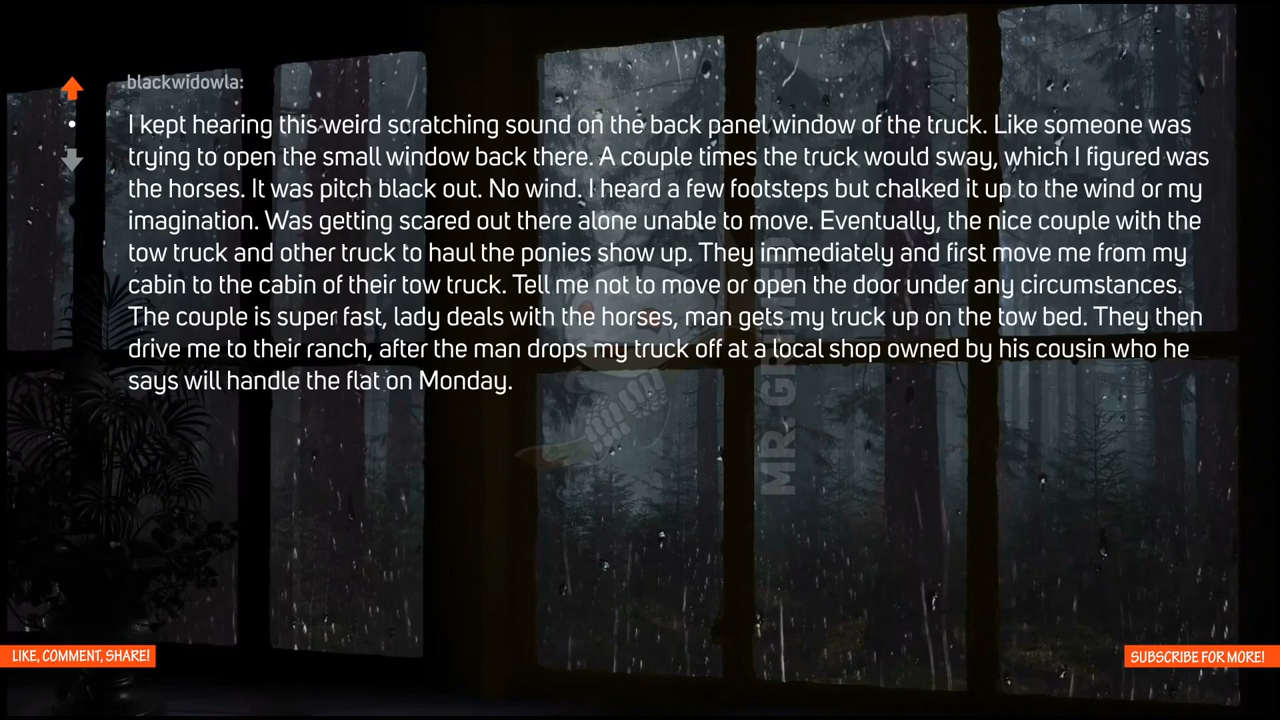 .blackwidowla:
I kept hearing this weird scratching sound on the back panel window of the truck. Like someone was
trying to open the small window back there. A couple times the truck would sway, which I figured was
the horses. It was pitch black out. No wind. I heard a few footsteps but chalked it up to the wind or my
imagination. Was getting scared out there alone unable to move. Eventually, the nice couple with the
tow truck and other truck to haul the ponies show up. They immediately and first move me from my
cabin to the cabin of their tow truck. Tell me not to move or open the door under any circumstances.
The couple is super fast, lady deals with the horses, man gets my truck up on the tow bed. They then
drive me to their ranch, after the man drops my truck off at a local shop owned by his cousin who he
says will handle the flat on Monday.
MR. GRINNED
LIKE, COMMENT, SHARE!
SUBSCRIBE FOR MORE!